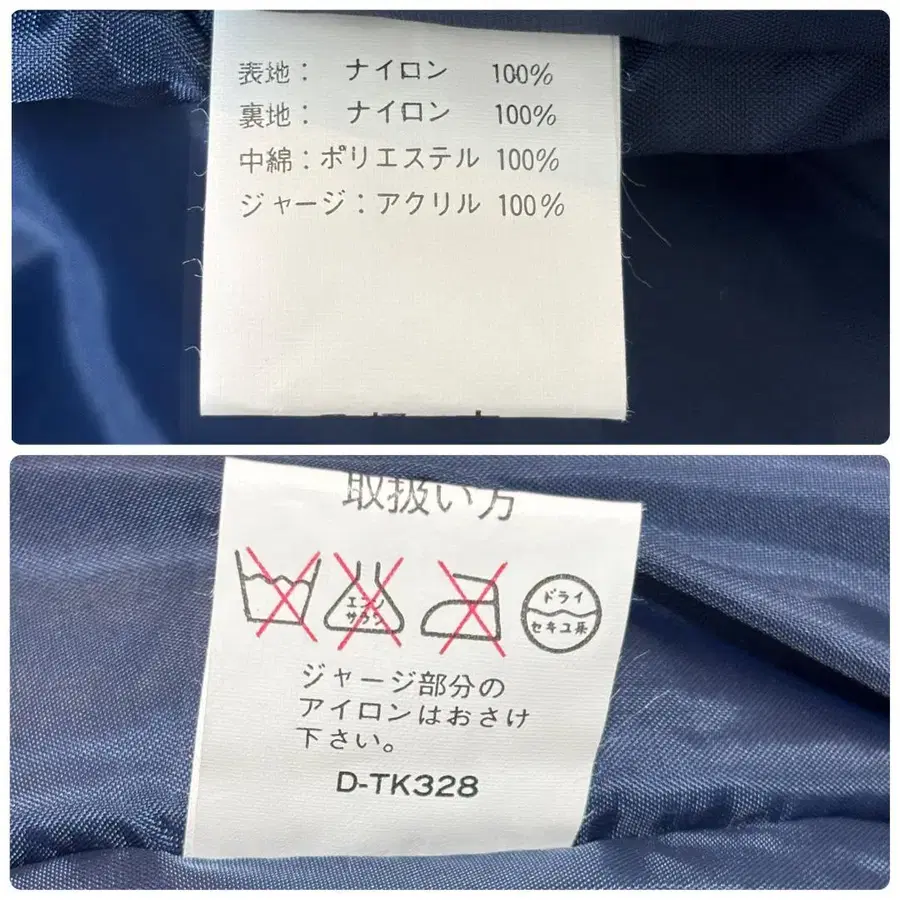 表地： ナイロン 100%
裏地： ナイロン 100%
中綿：ポリエステル 100%
ジャージ：アクリル 100%
取扱い方
エンソ
サラシ
ドライ
セキユ系
ジャージ部分の
アイロンはおさけ
下さい。
D-TK328